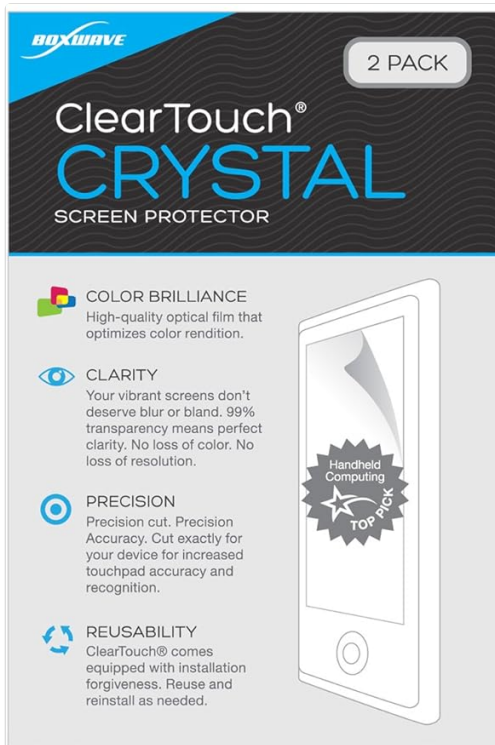 BOXWAVE
2 PACK
ClearTouch®
CRYSTAL
SCREEN PROTECTOR
COLOR BRILLIANCE
High-quality optical film that
optimizes color rendition.
CLARITY
Your vibrant screens don't
deserve blur or bland. 99%
transparency means perfect
clarity. No loss of color. No
loss of resolution.
PRECISION
Precision cut. Precision
Accuracy. Cut exactly for
your device for increased
touchpad accuracy and
recognition.
REUSABILITY
ClearTouch® comes
equipped with installation
forgiveness. Reuse and
reinstall as needed.
Handheld
Computing
TOP PICK